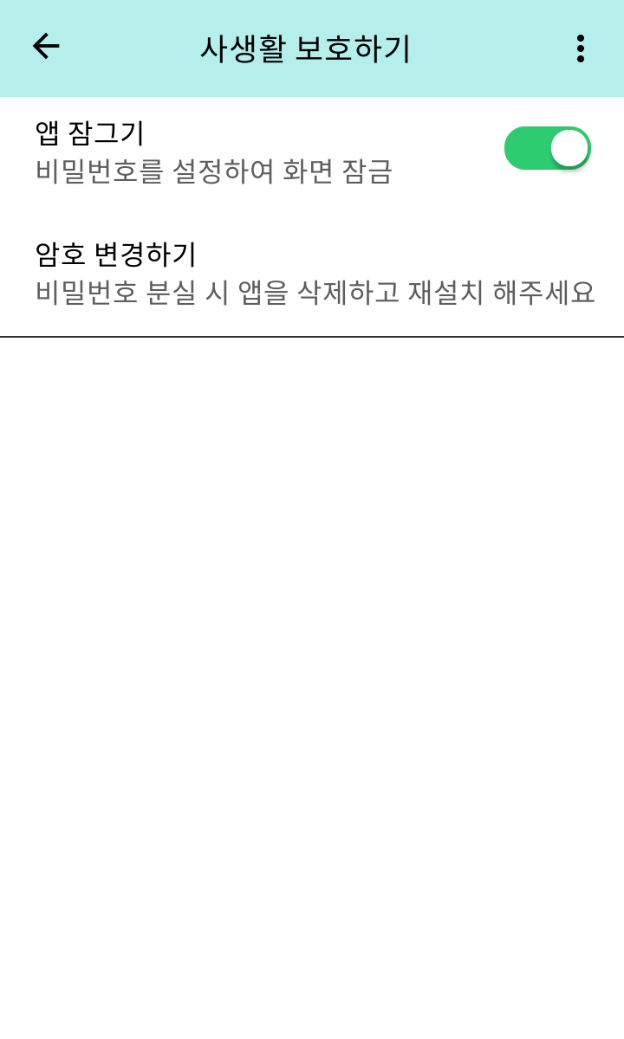 사생활 보호하기
앱 잠그기
비밀번호를 설정하여 화면 잠금
암호 변경하기
비밀번호 분실 시 앱을 삭제하고 재설치 해주세요